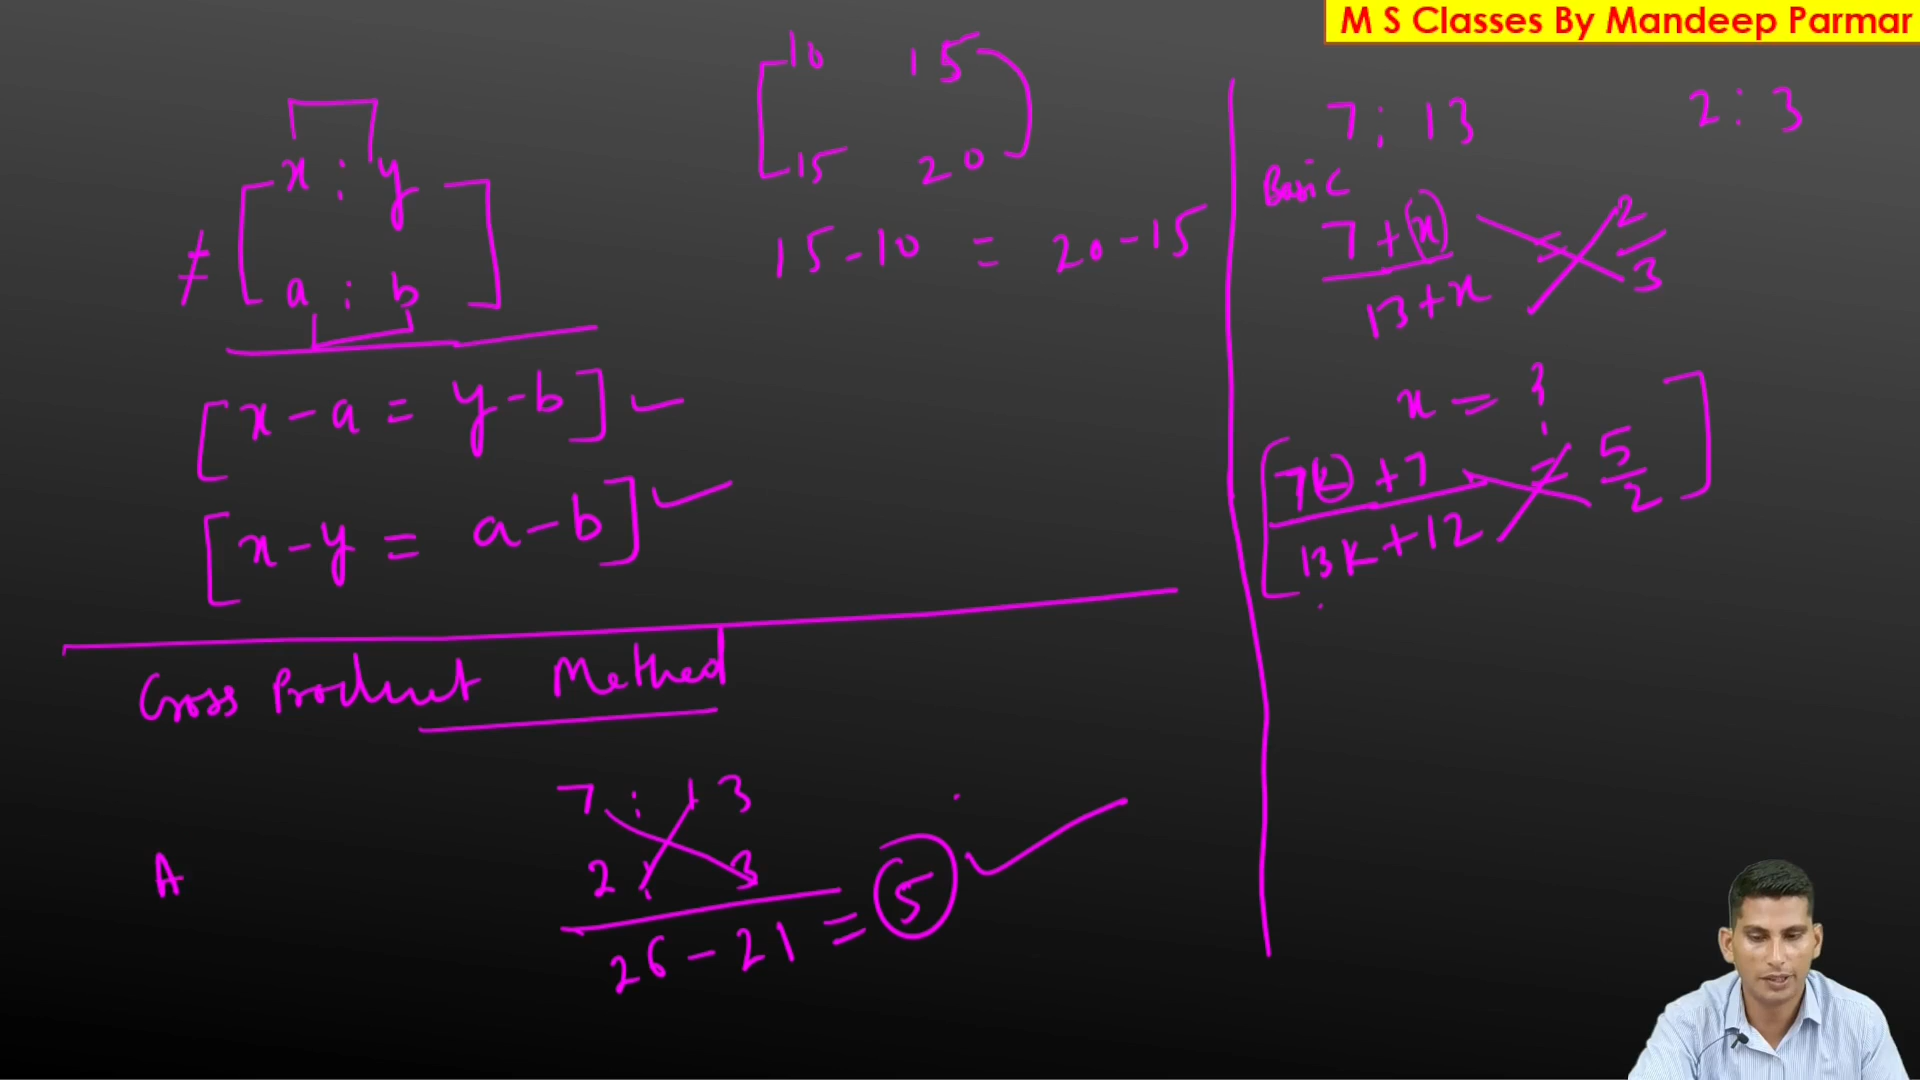 M S Classes By Mandeep Parmar
x : y
≠
a : b
[x - a = y - b] ✓
[x - y = a - b] ✓
10 15
15 20
15 - 10 = 20 - 15
Cross Product Method
A
7 : 13
2 : 3
26 - 21 = 5 ✓
7 : 13 2 : 3
Basic
7 + (x) = 2
13 + x 3
x = ?
7k + 7 = 5
13k + 12 2